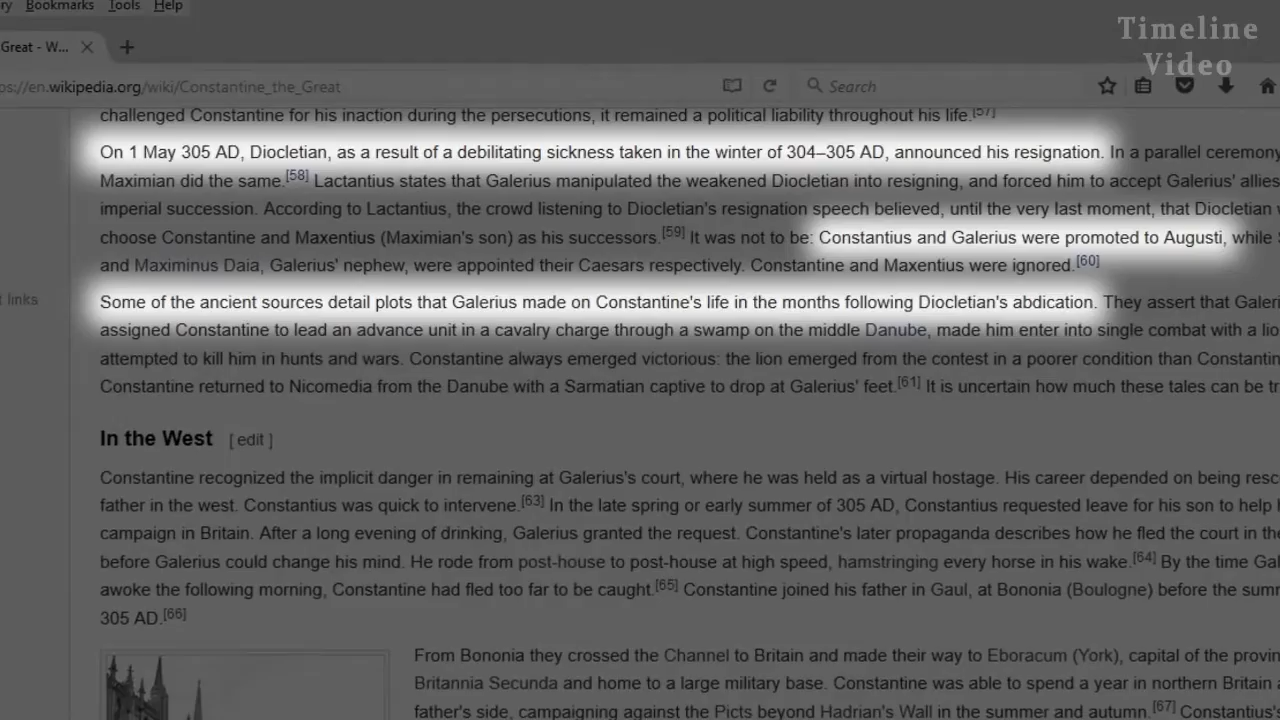 ry Bookmarks Tools Help
Timeline
Video
Great - W...
ps://en.wikipedia.org/wiki/Constantine_the_Great
Search
challenged Constantine for his inaction during the persecutions, it remained a political liability throughout his life.[57]
On 1 May 305 AD, Diocletian, as a result of a debilitating sickness taken in the winter of 304–305 AD, announced his resignation. In a parallel ceremony
Maximian did the same.[58] Lactantius states that Galerius manipulated the weakened Diocletian into resigning, and forced him to accept Galerius' allies
imperial succession. According to Lactantius, the crowd listening to Diocletian's resignation speech believed, until the very last moment, that Diocletian
choose Constantine and Maxentius (Maximian's son) as his successors.[59] It was not to be: Constantius and Galerius were promoted to Augusti, while
and Maximinus Daia, Galerius' nephew, were appointed their Caesars respectively. Constantine and Maxentius were ignored.[60]
t links
Some of the ancient sources detail plots that Galerius made on Constantine's life in the months following Diocletian's abdication. They assert that Galeri
assigned Constantine to lead an advance unit in a cavalry charge through a swamp on the middle Danube, made him enter into single combat with a lio
attempted to kill him in hunts and wars. Constantine always emerged victorious: the lion emerged from the contest in a poorer condition than Constantin
Constantine returned to Nicomedia from the Danube with a Sarmatian captive to drop at Galerius' feet.[61] It is uncertain how much these tales can be tr
In the West [ edit ]
Constantine recognized the implicit danger in remaining at Galerius's court, where he was held as a virtual hostage. His career depended on being resc
father in the west. Constantius was quick to intervene.[63] In the late spring or early summer of 305 AD, Constantius requested leave for his son to help h
campaign in Britain. After a long evening of drinking, Galerius granted the request. Constantine's later propaganda describes how he fled the court in the
before Galerius could change his mind. He rode from post-house to post-house at high speed, hamstringing every horse in his wake.[64] By the time Gal
awoke the following morning, Constantine had fled too far to be caught.[65] Constantine joined his father in Gaul, at Bononia (Boulogne) before the sum
305 AD.[66]
From Bononia they crossed the Channel to Britain and made their way to Eboracum (York), capital of the provin
Britannia Secunda and home to a large military base. Constantine was able to spend a year in northern Britain a
father's side, campaigning against the Picts beyond Hadrian's Wall in the summer and autumn.[67] Constantius's